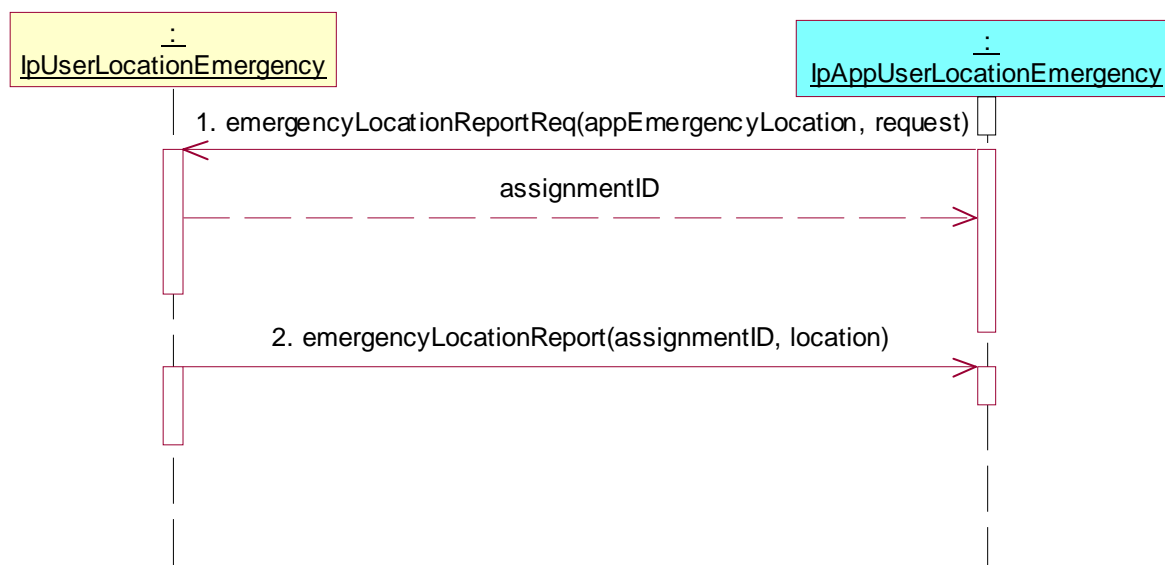 :
IpUserLocationEmergency
:
IpAppUserLocationEmergency
1. emergencyLocationReportReq(appEmergencyLocation, request)
assignmentID
2. emergencyLocationReport(assignmentID, location)